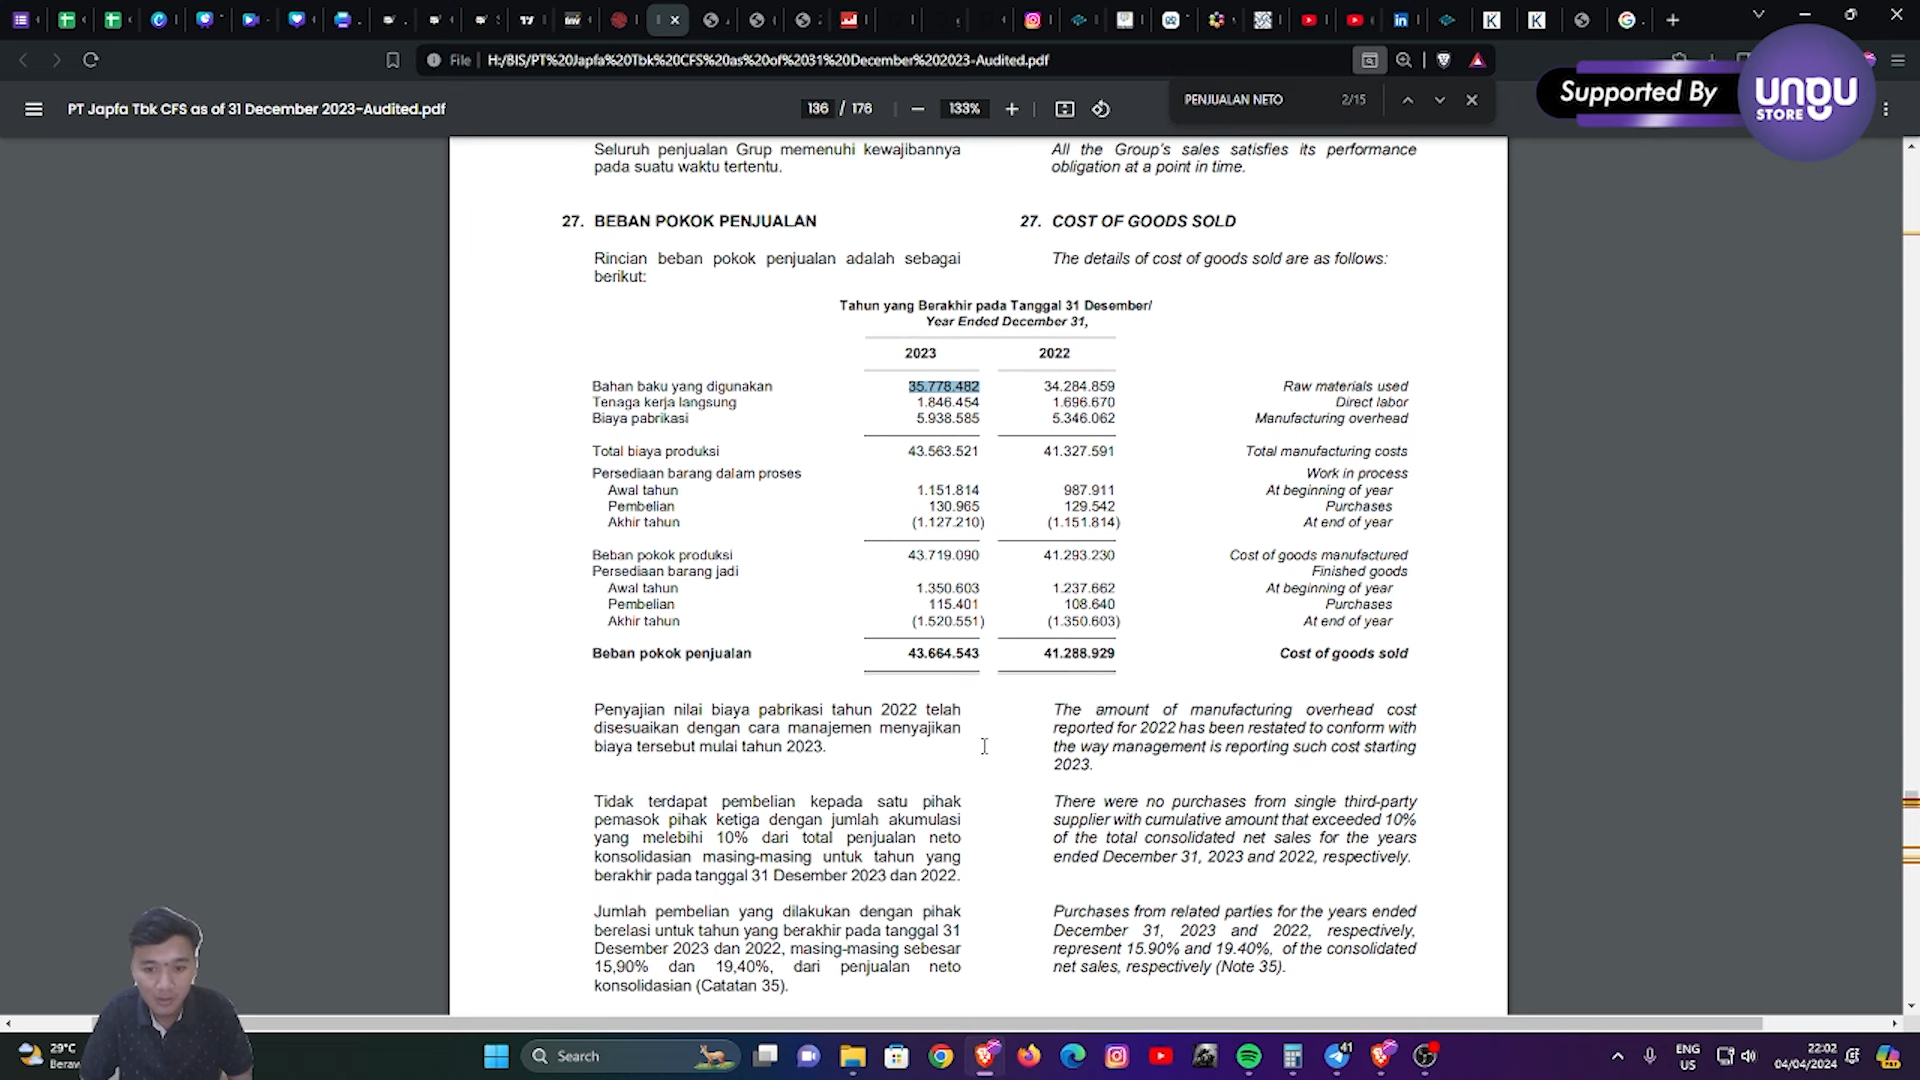 File H:/BIS/PT%20Japfa%20Tbk%20CFS%20as%20of%2031%20December%202023-Audited.pdf
Supported By
UNGU
STORE
PT Japfa Tbk CFS as of 31 December 2023-Audited.pdf
136 / 176
133%
PENJUALAN NETO 2/15
Seluruh penjualan Grup memenuhi kewajibannya
pada suatu waktu tertentu.
All the Group's sales satisfies its performance
obligation at a point in time.
27. BEBAN POKOK PENJUALAN
27. COST OF GOODS SOLD
Rincian beban pokok penjualan adalah sebagai
berikut:
The details of cost of goods sold are as follows:
Tahun yang Berakhir pada Tanggal 31 Desember/
Year Ended December 31,
2023 2022
Bahan baku yang digunakan 35.778.482 34.284.859 Raw materials used
Tenaga kerja langsung 1.846.454 1.696.670 Direct labor
Biaya pabrikasi 5.938.585 5.346.062 Manufacturing overhead
Total biaya produksi 43.563.521 41.327.591 Total manufacturing costs
Persediaan barang dalam proses Work in process
Awal tahun 1.151.814 987.911 At beginning of year
Pembelian 130.965 129.542 Purchases
Akhir tahun (1.127.210) (1.151.814) At end of year
Beban pokok produksi 43.719.090 41.293.230 Cost of goods manufactured
Persediaan barang jadi Finished goods
Awal tahun 1.350.603 1.237.662 At beginning of year
Pembelian 115.401 108.640 Purchases
Akhir tahun (1.520.551) (1.350.603) At end of year
Beban pokok penjualan 43.664.543 41.288.929 Cost of goods sold
Penyajian nilai biaya pabrikasi tahun 2022 telah
disesuaikan dengan cara manajemen menyajikan
biaya tersebut mulai tahun 2023.
The amount of manufacturing overhead cost
reported for 2022 has been restated to conform with
the way management is reporting such cost starting
2023.
Tidak terdapat pembelian kepada satu pihak
pemasok pihak ketiga dengan jumlah akumulasi
yang melebihi 10% dari total penjualan neto
konsolidasian masing-masing untuk tahun yang
berakhir pada tanggal 31 Desember 2023 dan 2022.
There were no purchases from single third-party
supplier with cumulative amount that exceeded 10%
of the total consolidated net sales for the years
ended December 31, 2023 and 2022, respectively.
Jumlah pembelian yang dilakukan dengan pihak
berelasi untuk tahun yang berakhir pada tanggal 31
Desember 2023 dan 2022, masing-masing sebesar
15,90% dan 19,40%, dari penjualan neto
konsolidasian (Catatan 35).
Purchases from related parties for the years ended
December 31, 2023 and 2022, respectively,
represent 15.90% and 19.40%, of the consolidated
net sales, respectively (Note 35).
29°C
Beraw
Search
41
ENG
US
22:02
04/04/2024